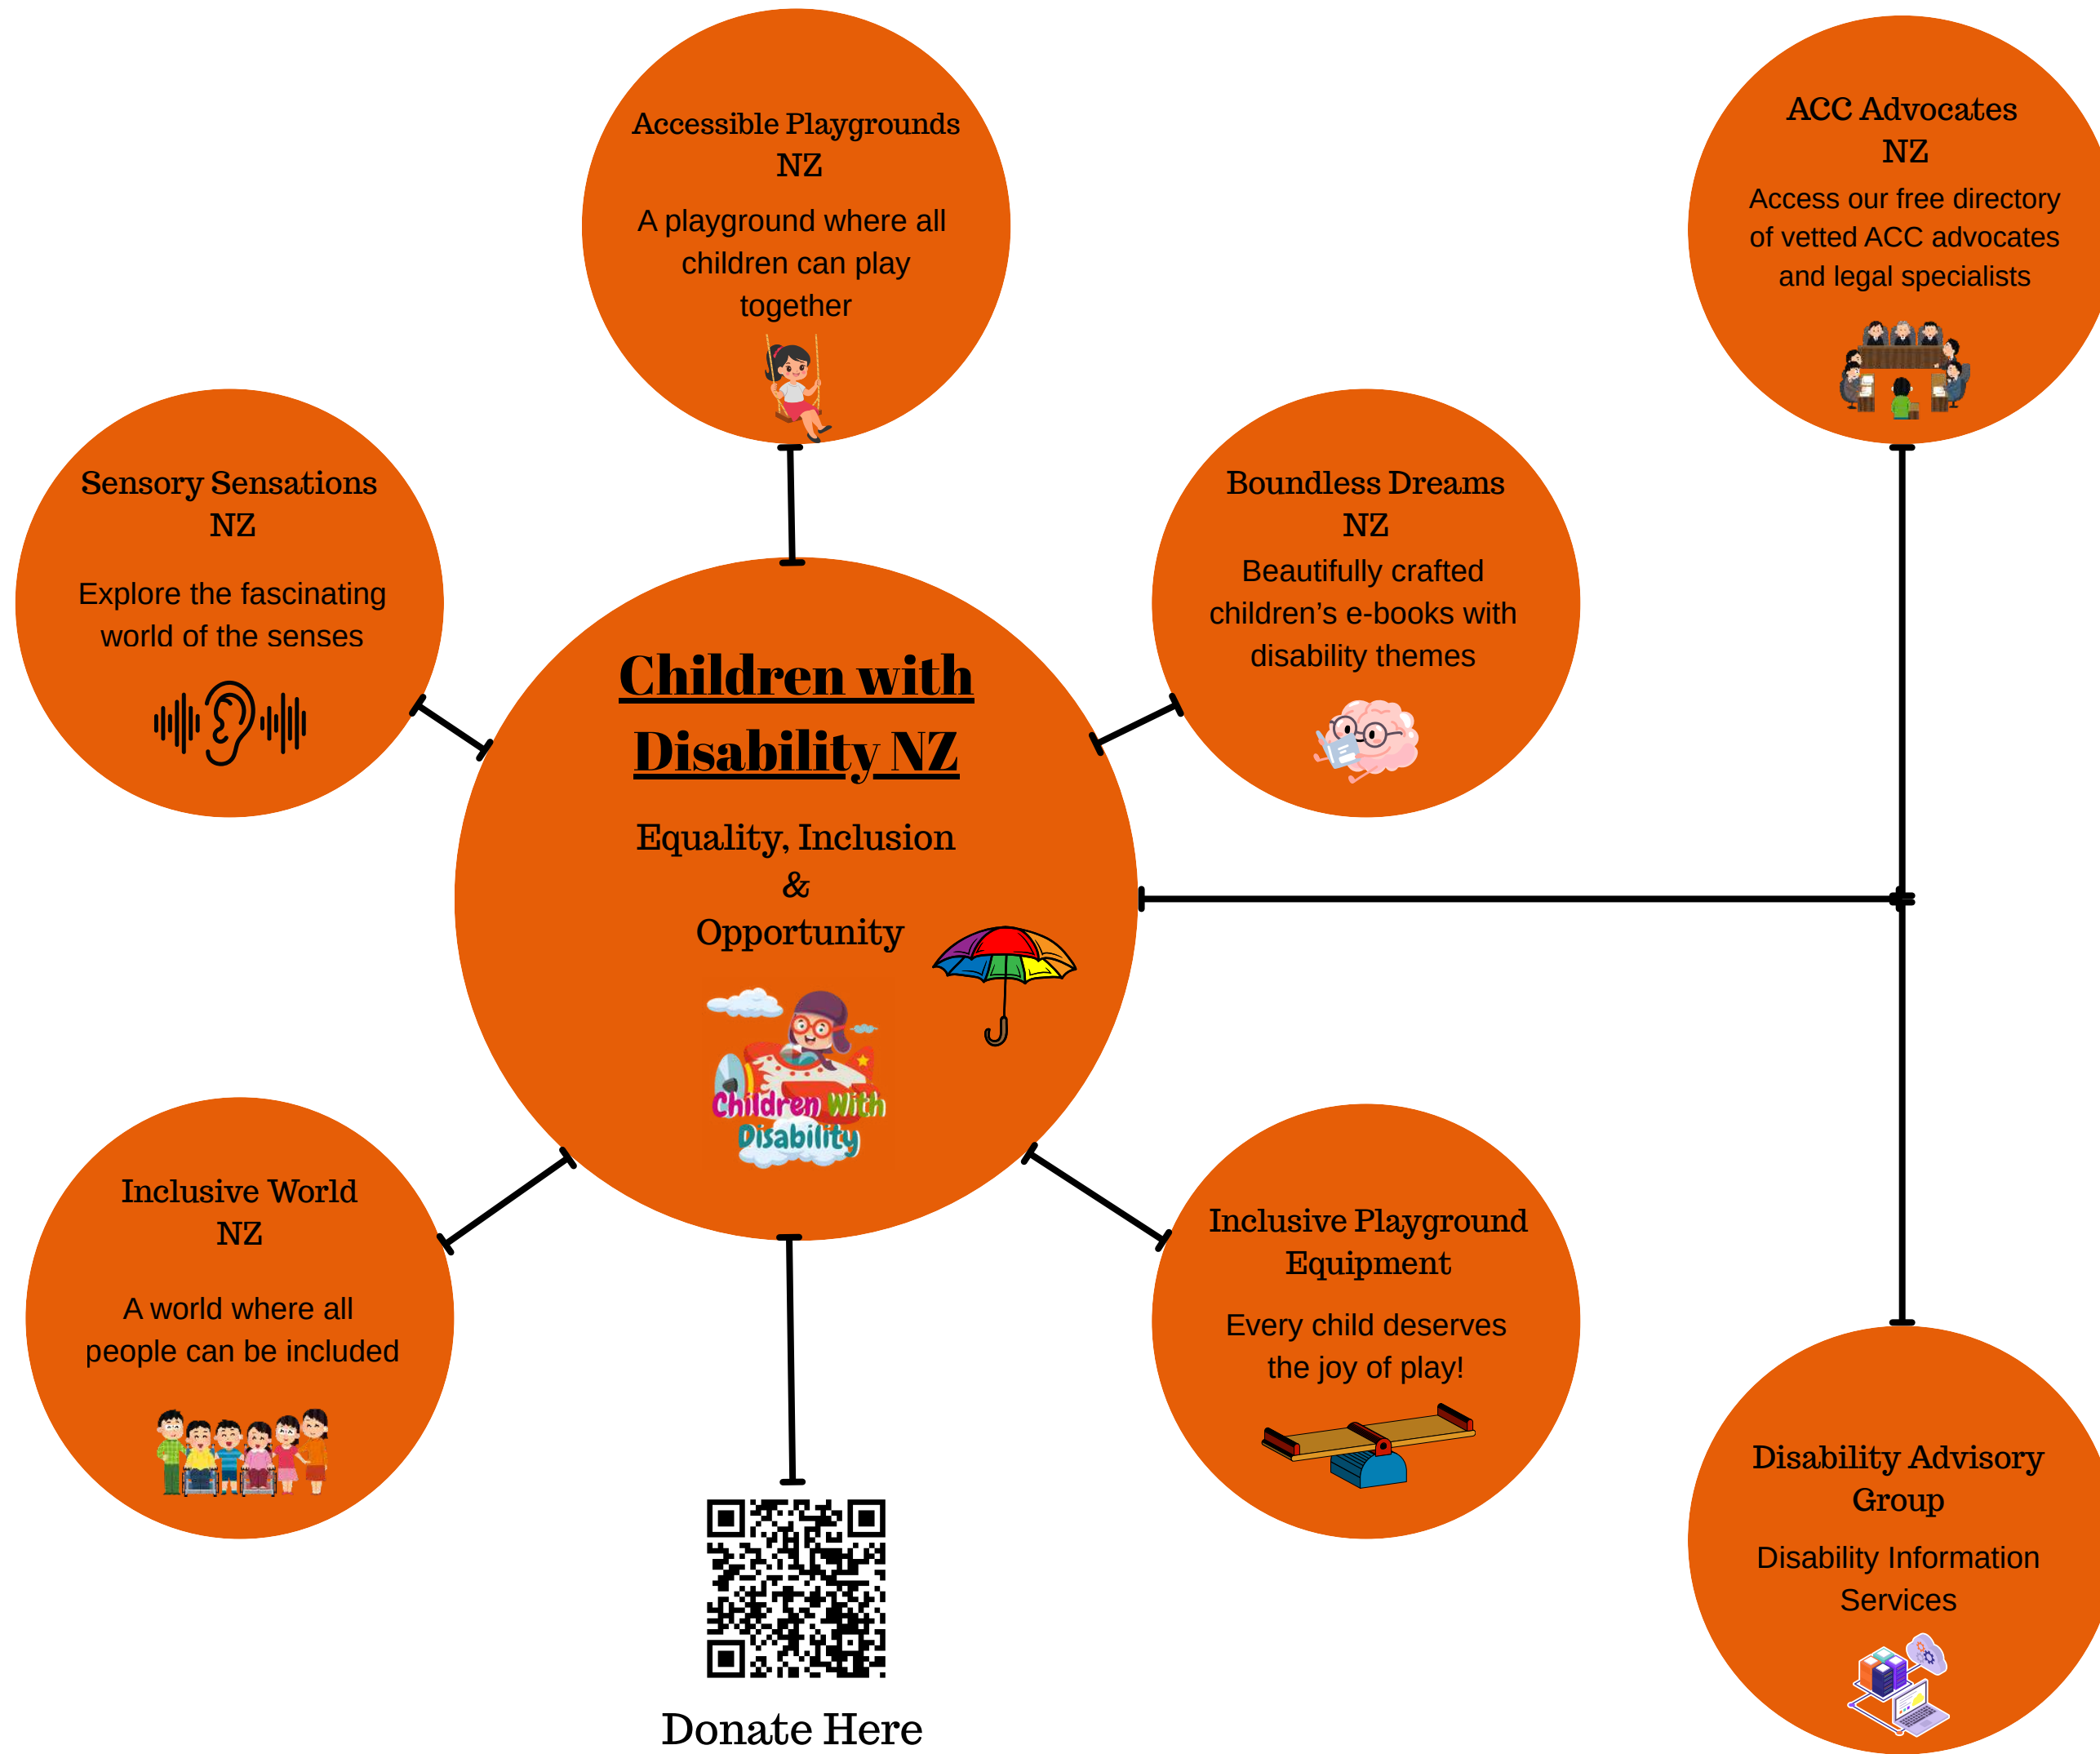 Accessible Playgrounds
NZ
A playground where all
children can play
together
ACC Advocates
NZ
Access our free directory
of vetted ACC advocates
and legal specialists
Sensory Sensations
NZ
Explore the fascinating
world of the senses
Boundless Dreams
NZ
Beautifully crafted
children’s e-books with
disability themes
Children with
Disability NZ
Equality, Inclusion
&
Opportunity
Children With
Disability
Inclusive World
NZ
A world where all
people can be included
Inclusive Playground
Equipment
Every child deserves
the joy of play!
Disability Advisory
Group
Disability Information
Services
Donate Here